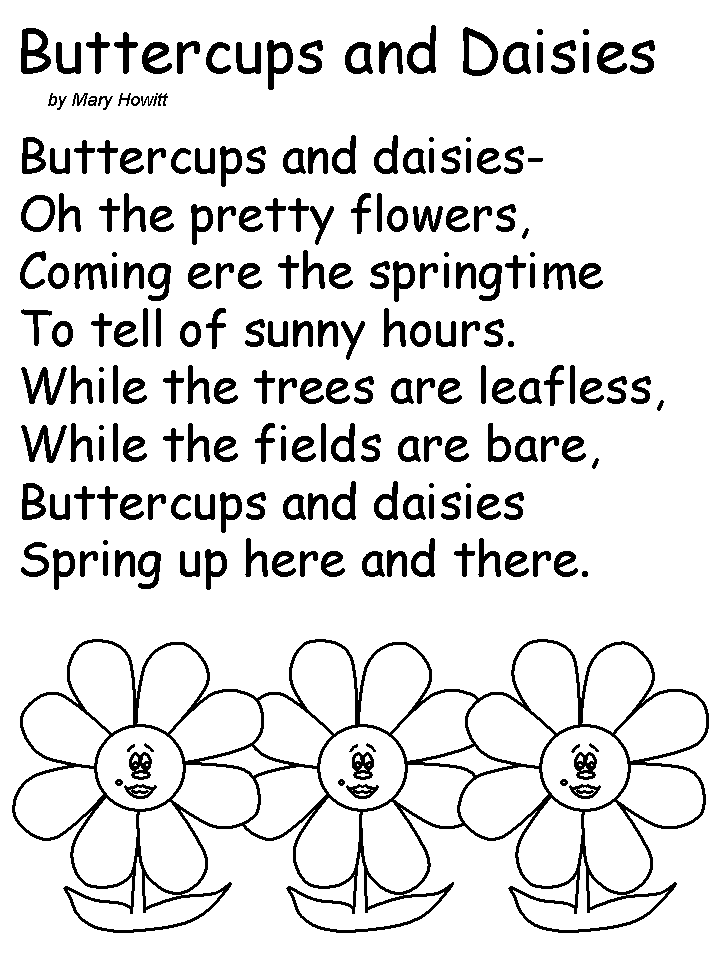 Buttercups and Daisies
by Mary Howitt
Buttercups and daisies-
Oh the pretty flowers,
Coming ere the springtime
To tell of sunny hours.
While the trees are leafless,
While the fields are bare,
Buttercups and daisies
Spring up here and there.